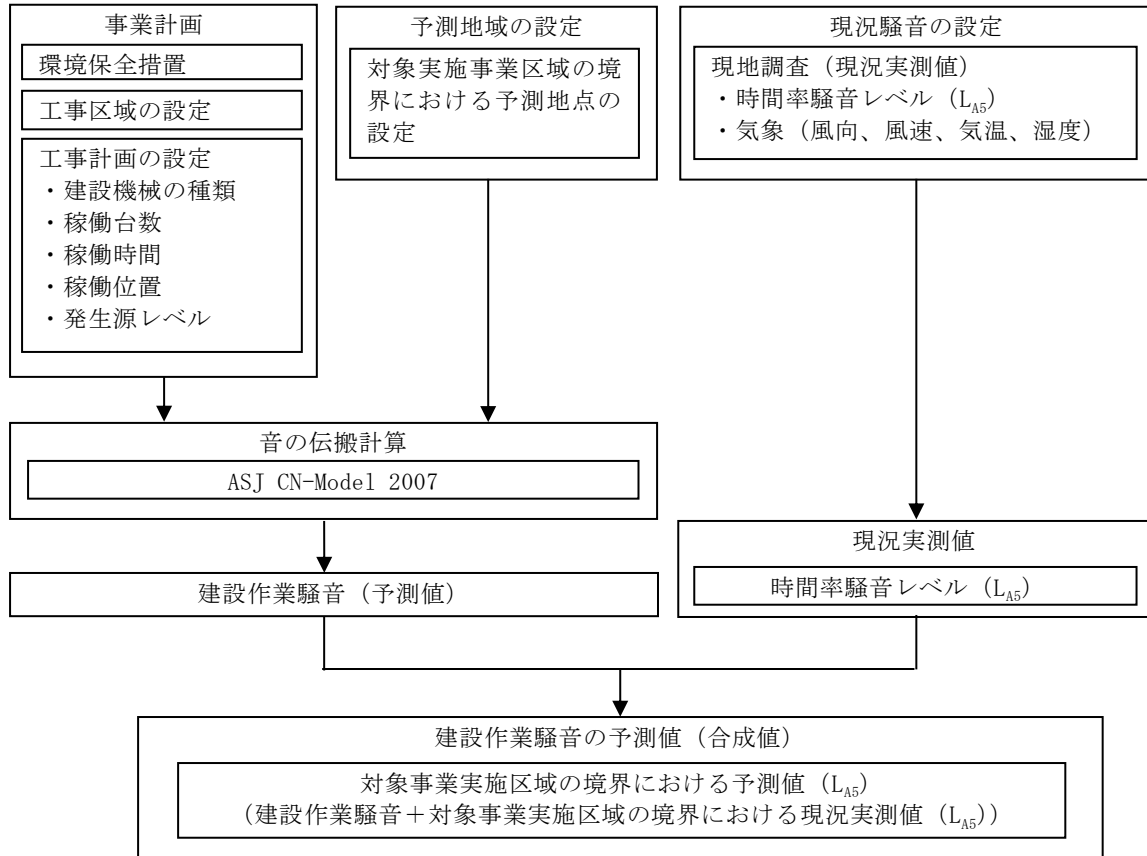 事業計画
環境保全措置
工事区域の設定
工事計画の設定
・建設機械の種類
・稼働台数
・稼働時間
・稼働位置
・発生源レベル
予測地域の設定
対象実施事業区域の境
界における予測地点の
設定
現況騒音の設定
現地調査（現況実測値）
・時間率騒音レベル（LA5）
・気象（風向、風速、気温、湿度）
音の伝搬計算
ASJ CN-Model 2007
建設作業騒音（予測値）
現況実測値
時間率騒音レベル（LA5）
建設作業騒音の予測値（合成値）
対象事業実施区域の境界における予測値（LA5）
（建設作業騒音＋対象事業実施区域の境界における現況実測値（LA5））